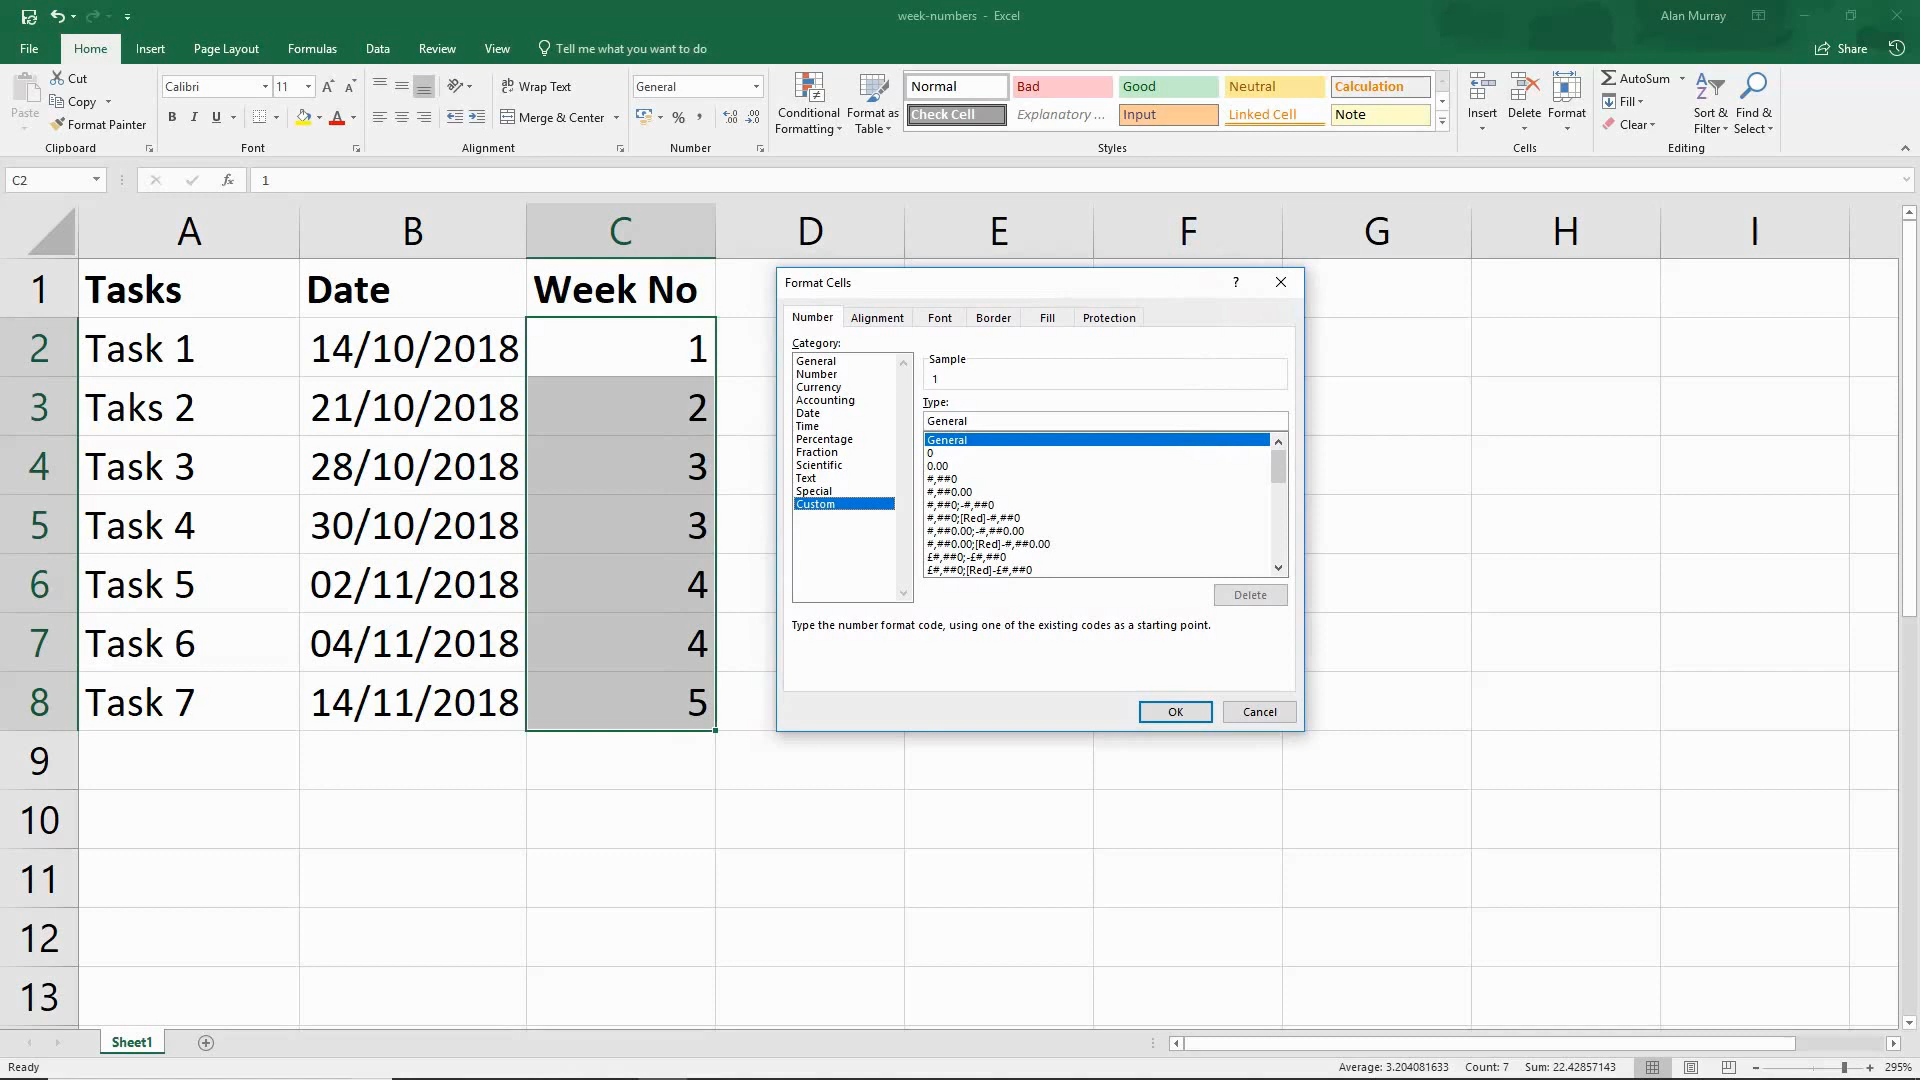 week-numbers - Excel
Alan Murray
File Home Insert Page Layout Formulas Data Review View Tell me what you want to do Share
Paste
Cut
Copy
Format Painter
Clipboard
Calibri 11 A A
B I U A
Font
Wrap Text
Merge & Center
Alignment
General
% ,
Number
Conditional Formatting
Format as Table
Normal Bad Good Neutral Calculation
Check Cell Explanatory ... Input Linked Cell Note
Styles
Insert Delete Format
Cells
AutoSum
Fill
Clear
Sort & Filter
Find & Select
Editing
C2 fx 1
A B C D E F G H I
1 Tasks Date Week No
2 Task 1 14/10/2018 1
3 Taks 2 21/10/2018 2
4 Task 3 28/10/2018 3
5 Task 4 30/10/2018 3
6 Task 5 02/11/2018 4
7 Task 6 04/11/2018 4
8 Task 7 14/11/2018 5
9
10
11
12
13
Format Cells ?
Number Alignment Font Border Fill Protection
Category:
General
Number
Currency
Accounting
Date
Time
Percentage
Fraction
Scientific
Text
Special
Custom
Sample
1
Type:
General
General
0
0.00
#,##0
#,##0.00
#,##0;-#,##0
#,##0;[Red]-#,##0
#,##0.00;-#,##0.00
#,##0.00;[Red]-#,##0.00
£#,##0;-£#,##0
£#,##0;[Red]-£#,##0
Delete
Type the number format code, using one of the existing codes as a starting point.
OK Cancel
Sheet1
Ready
Average: 3.204081633 Count: 7 Sum: 22.42857143 295%